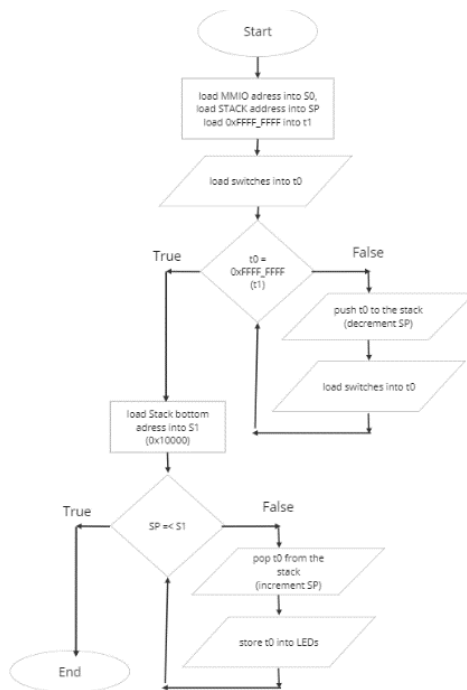 Start
load MMIO adress into S0,
load STACK address into SP
load 0xFFFF_FFFF into t1
load switches into t0
True
False
t0 =
0xFFFF_FFFF
(t1)
push t0 to the stack
(decrement SP)
load switches into t0
load Stack bottom
adress into S1
(0x10000)
True
False
SP =< S1
pop t0 from the
stack
(increment SP)
store t0 into LEDs
End